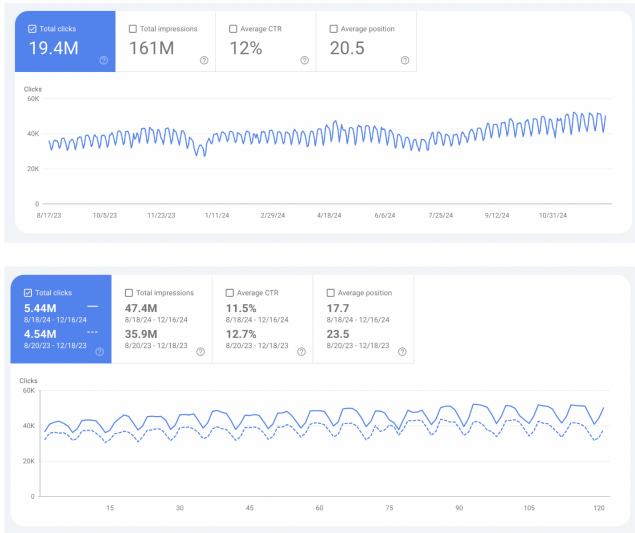 Total clicks
19.4M
Total impressions
161M
Average CTR
12%
Average position
20.5
Clicks
60K
40K
20K
0
8/17/23 10/5/23 11/23/23 1/11/24 2/29/24 4/18/24 6/6/24 7/25/24 9/12/24 10/31/24
Total clicks
5.44M
8/18/24 - 12/16/24
4.54M
8/20/23 - 12/18/23
Total impressions
47.4M
8/18/24 - 12/16/24
35.9M
8/20/23 - 12/18/23
Average CTR
11.5%
8/18/24 - 12/16/24
12.7%
8/20/23 - 12/18/23
Average position
17.7
8/18/24 - 12/16/24
23.5
8/20/23 - 12/18/23
Clicks
60K
40K
20K
0
15 30 45 60 75 90 105 120